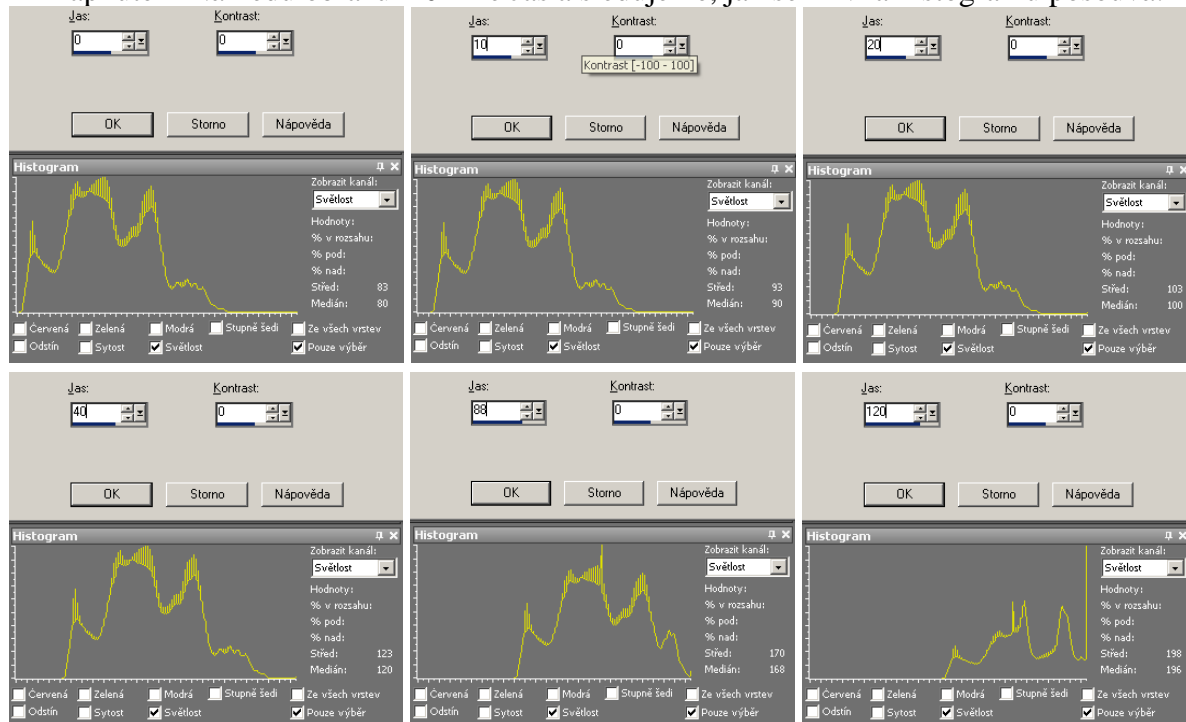 a sledujeme, jak se histogramu posouvá.
Jas: Kontrast:
0 0
OK Storno Nápověda
Histogram
Zobrazit kanál:
Světlost
Hodnoty:
% v rozsahu:
% pod:
% nad:
Střed: 83
Medián: 80
Červená Zelená Modrá Stupně šedi Ze všech vrstev
Odstín Sytost Světlost Pouze výběr
Jas: Kontrast:
10 0
Kontrast [-100 - 100]
OK Storno Nápověda
Histogram
Zobrazit kanál:
Světlost
Hodnoty:
% v rozsahu:
% pod:
% nad:
Střed: 93
Medián: 90
Červená Zelená Modrá Stupně šedi Ze všech vrstev
Odstín Sytost Světlost Pouze výběr
Jas: Kontrast:
20 0
OK Storno Nápověda
Histogram
Zobrazit kanál:
Světlost
Hodnoty:
% v rozsahu:
% pod:
% nad:
Střed: 103
Medián: 100
Červená Zelená Modrá Stupně šedi Ze všech vrstev
Odstín Sytost Světlost Pouze výběr
Jas: Kontrast:
40 0
OK Storno Nápověda
Histogram
Zobrazit kanál:
Světlost
Hodnoty:
% v rozsahu:
% pod:
% nad:
Střed: 123
Medián: 120
Červená Zelená Modrá Stupně šedi Ze všech vrstev
Odstín Sytost Světlost Pouze výběr
Jas: Kontrast:
88 0
OK Storno Nápověda
Histogram
Zobrazit kanál:
Světlost
Hodnoty:
% v rozsahu:
% pod:
% nad:
Střed: 170
Medián: 168
Červená Zelená Modrá Stupně šedi Ze všech vrstev
Odstín Sytost Světlost Pouze výběr
Jas: Kontrast:
120 0
OK Storno Nápověda
Histogram
Zobrazit kanál:
Světlost
Hodnoty:
% v rozsahu:
% pod:
% nad:
Střed: 198
Medián: 196
Červená Zelená Modrá Stupně šedi Ze všech vrstev
Odstín Sytost Světlost Pouze výběr